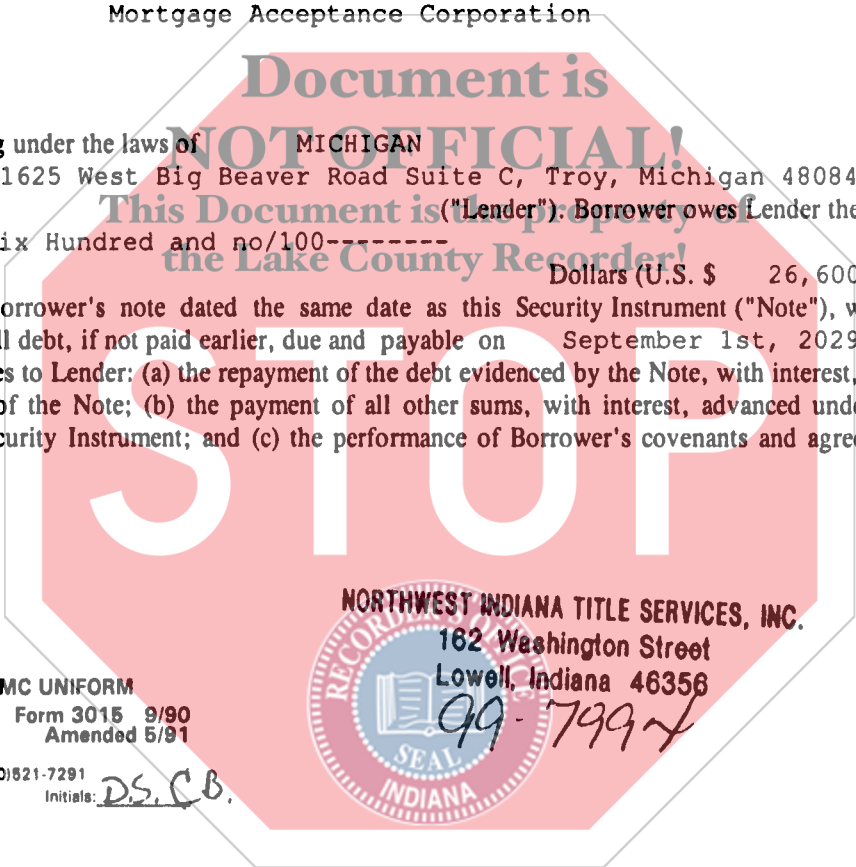 Mortgage Acceptance Corporation
Document is
under the laws of MICHIGAN
NOT OFFICIAL!
1625 West Big Beaver Road Suite C, Troy, Michigan 48084
This Document is the property of
("Lender"). Borrower owes Lender the
ix Hundred and no/100--------
the Lake County Recorder!
Dollars (U.S. $ 26,600
orrower's note dated the same date as this Security Instrument ("Note"), w
ll debt, if not paid earlier, due and payable on September 1st, 2029
es to Lender: (a) the repayment of the debt evidenced by the Note, with interest,
of the Note; (b) the payment of all other sums, with interest, advanced unde
curity Instrument; and (c) the performance of Borrower's covenants and agree
STOP
NORTHWEST INDIANA TITLE SERVICES, INC.
162 Washington Street
Lowell, Indiana 46356
99-799
RECORDER'S OFFICE
SEAL
INDIANA
MC UNIFORM
Form 3015 9/90
Amended 5/91
0)521-7291
Initials: D.S. C.B.